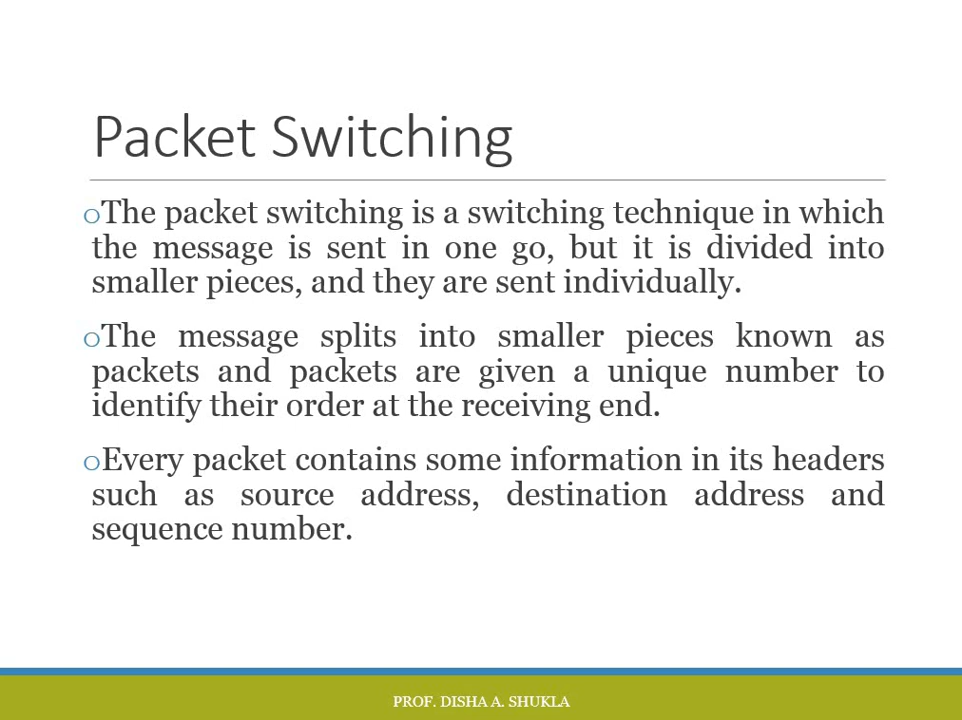 Packet Switching
oThe packet switching is a switching technique in which
the message is sent in one go, but it is divided into
smaller pieces, and they are sent individually.
oThe message splits into smaller pieces known as
packets and packets are given a unique number to
identify their order at the receiving end.
oEvery packet contains some information in its headers
such as source address, destination address and
sequence number.
PROF. DISHA A. SHUKLA